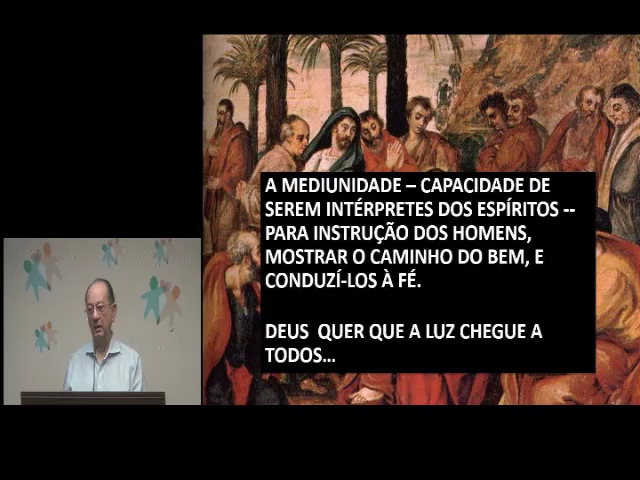 A MEDIUNIDADE – CAPACIDADE DE
SEREM INTÉRPRETES DOS ESPÍRITOS --
PARA INSTRUÇÃO DOS HOMENS,
MOSTRAR O CAMINHO DO BEM, E
CONDUZÍ-LOS À FÉ.
DEUS QUER QUE A LUZ CHEGUE A
TODOS...